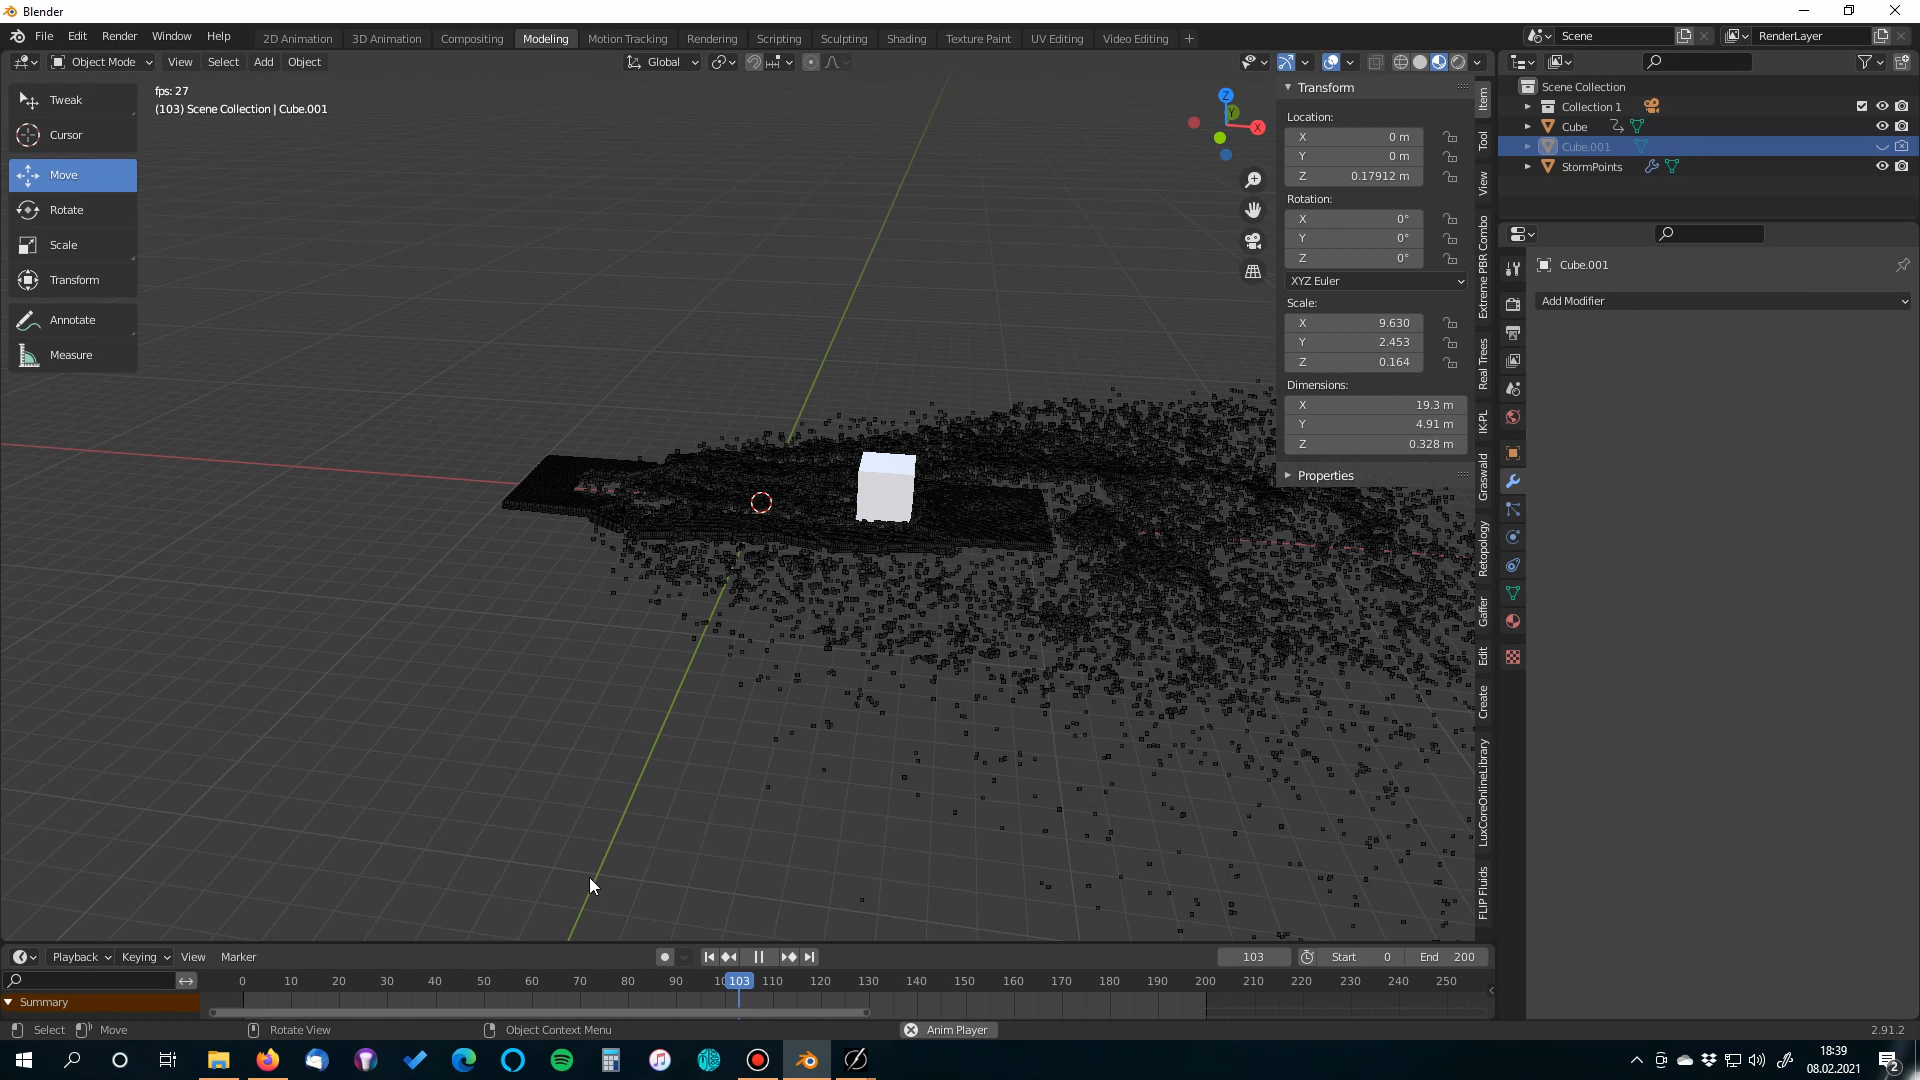 Blender
File Edit Render Window Help
2D Animation 3D Animation Compositing Modeling Motion Tracking Rendering Scripting Sculpting Shading Texture Paint UV Editing Video Editing +
Scene
RenderLayer
Object Mode View Select Add Object
Global
fps: 27
(103) Scene Collection | Cube.001
Tweak
Cursor
Move
Rotate
Scale
Transform
Annotate
Measure
Z
Y
X
Transform
Location:
X 0 m
Y 0 m
Z 0.17912 m
Rotation:
X 0°
Y 0°
Z 0°
XYZ Euler
Scale:
X 9.630
Y 2.453
Z 0.164
Dimensions:
X 19.3 m
Y 4.91 m
Z 0.328 m
Properties
Item
Tool
View
Extreme PBR Combo
Real Trees
IK-FL
Graswald
Retopology
Gaffer
Edit
Create
LuxCoreOnlineLibrary
FLIP Fluids
Scene Collection
Collection 1
Cube
Cube.001
StormPoints
Cube.001
Add Modifier
Playback Keying View Marker
103 Start 0 End 200
0 10 20 30 40 50 60 70 80 90 10 103 110 120 130 140 150 160 170 180 190 200 210 220 230 240 250
Summary
Select Move Rotate View Object Context Menu Anim Player 2.91.2
18:39
08.02.2021
2